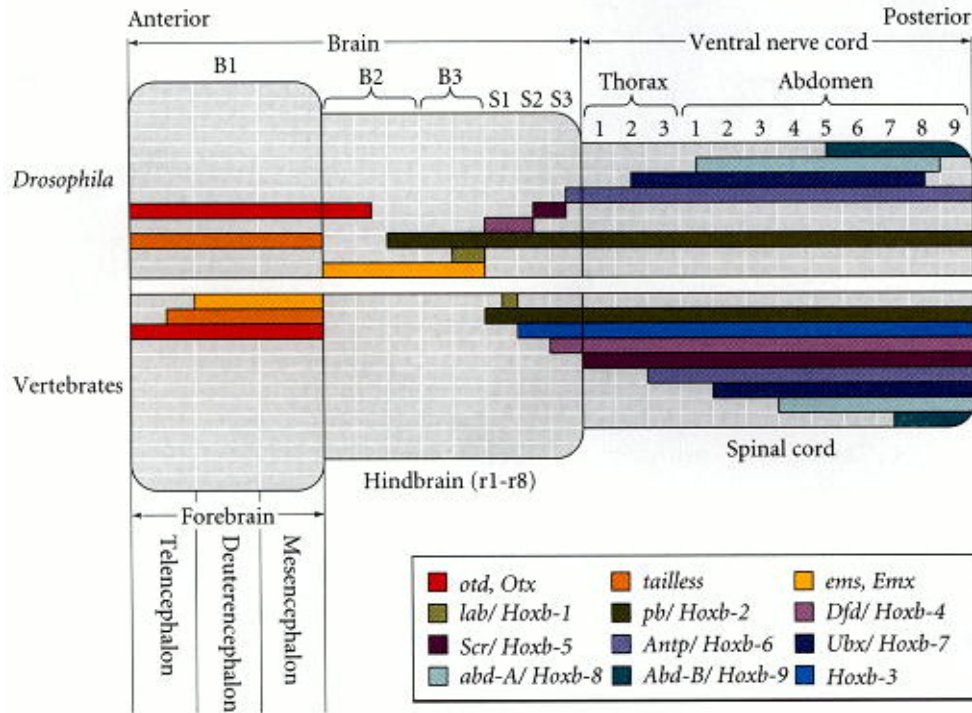 Anterior Posterior
Brain Ventral nerve cord
B1
B2 B3
S1 S2 S3
Thorax Abdomen
1 2 3 1 2 3 4 5 6 7 8 9
Drosophila
Vertebrates
Spinal cord
Hindbrain (r1-r8)
Forebrain
Telencephalon
Deuterencephalon
Mesencephalon
otd, Otx tailless ems, Emx
lab/ Hoxb-1 pb/ Hoxb-2 Dfd/ Hoxb-4
Scr/ Hoxb-5 Antp/ Hoxb-6 Ubx/ Hoxb-7
abd-A/ Hoxb-8 Abd-B/ Hoxb-9 Hoxb-3